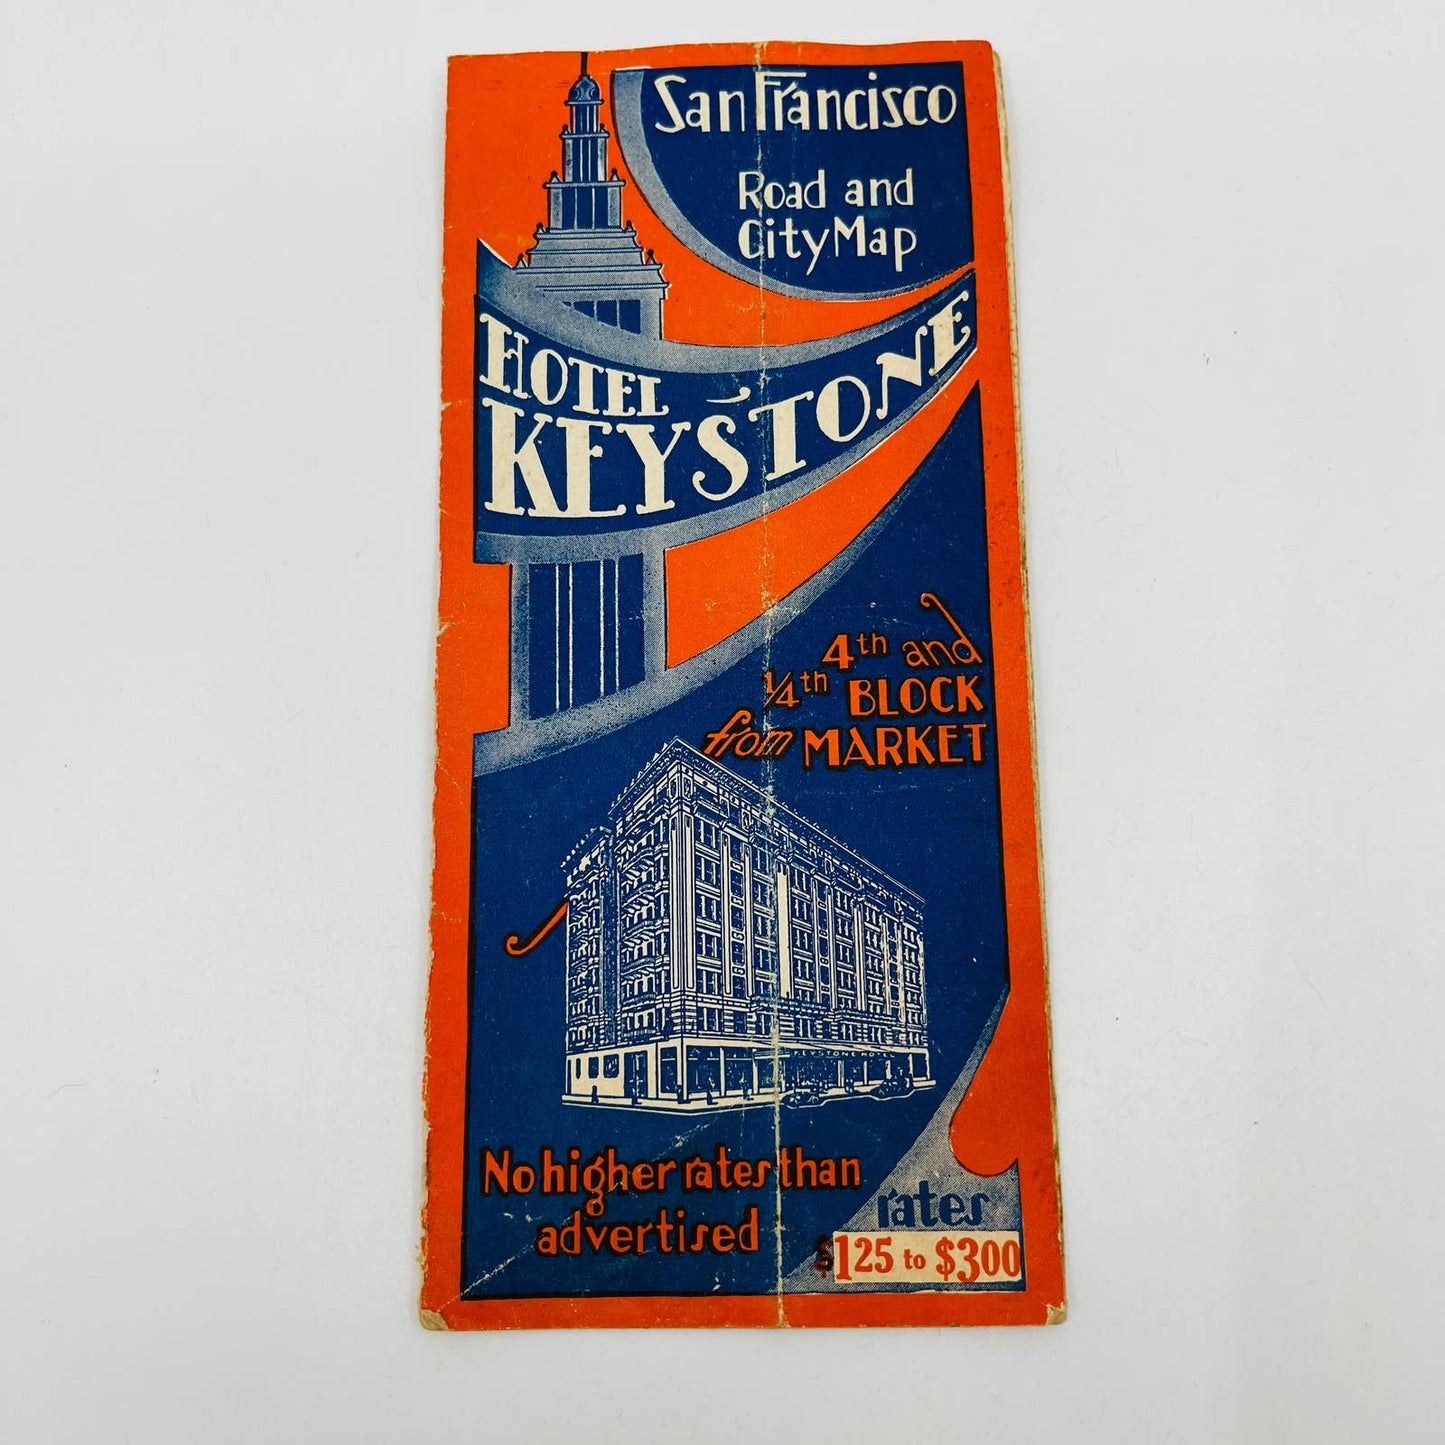 San Francisco
Road and
City Map
HOTEL
KEYSTONE
4th and
1/4th BLOCK
from MARKET
KEYSTONE HOTEL
No higher rates than
advertised
rates
$1.25 to $3.00